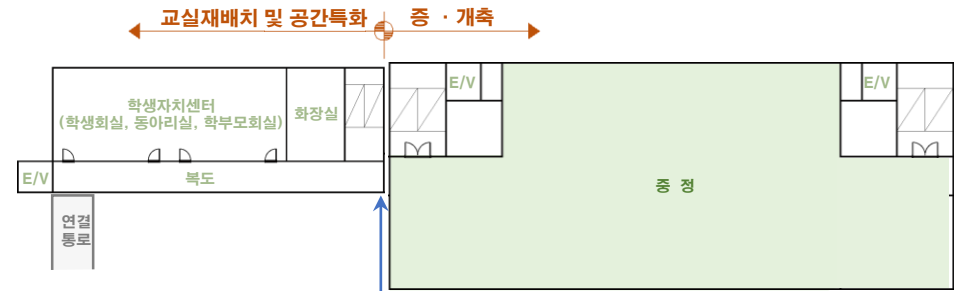 교실재배치 및 공간특화
증 · 개축
E/V
E/V
학생자치센터
(학생회실, 동아리실, 학부모회실)
화장실
E/V
복도
중 정
연결
통로